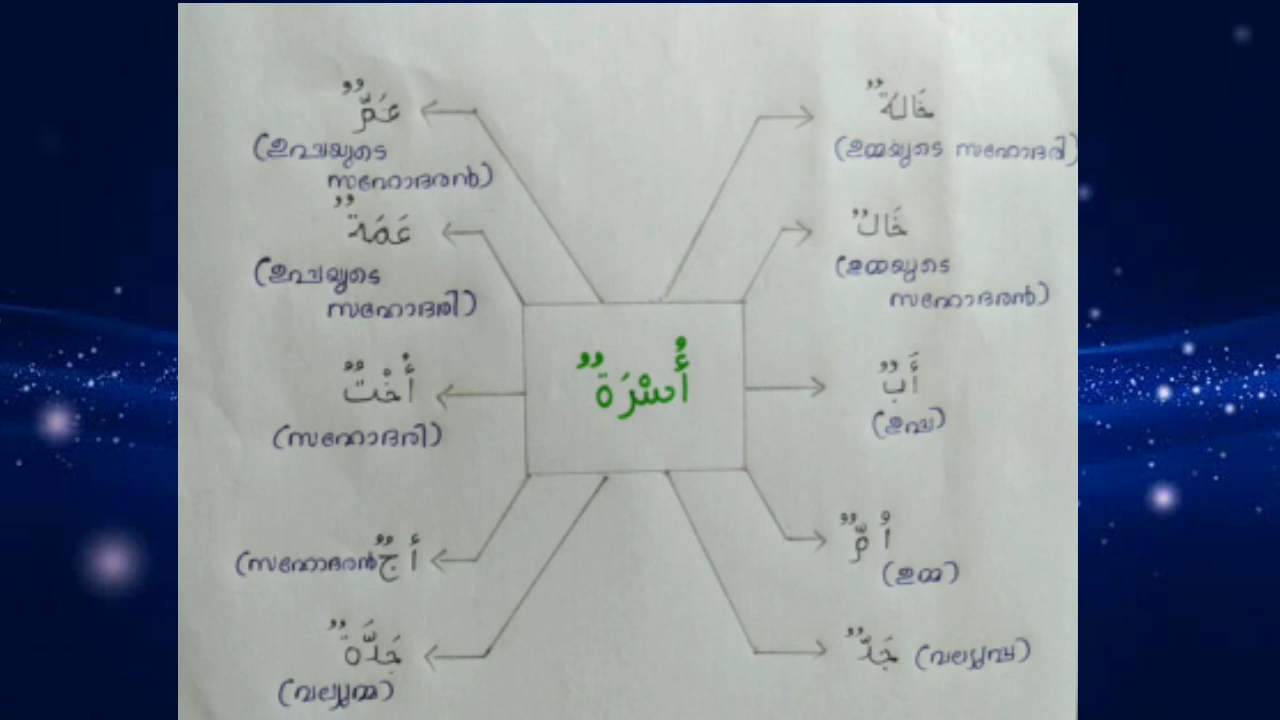 عَمٌّ
(ഉപ്പയുടെ
സഹോദരൻ)
عَمَّةٌ
(ഉപ്പയുടെ
സഹോദരി)
أُخْتٌ
(സഹോദരി)
أَخٌ
(സഹോദരൻ
جَدَّةٌ
(വല്യുമ്മ)
أُسْرَةٌ
خَالَةٌ
(ഉമ്മയുടെ സഹോദരി)
خَالٌ
(ഉമ്മയുടെ
സഹോദരൻ)
أَبٌ
(ഉപ്പ)
أُمٌّ
(ഉമ്മ)
جَدٌّ (വല്യുപ്പ)